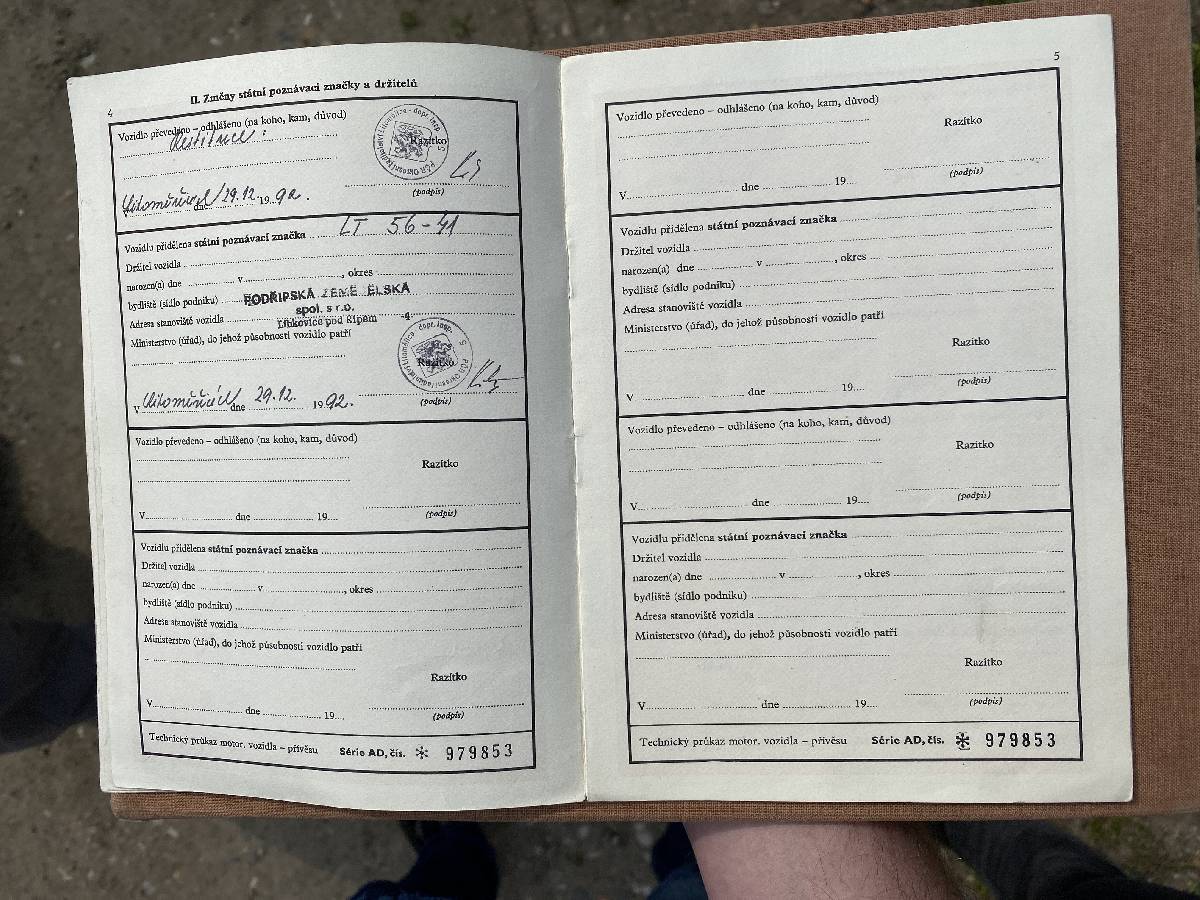 4
II. Změny státní poznávací značky a držitelů
Vozidlo převedeno – odhlášeno (na koho, kam, důvod)
Restituce:
Razítko
(podpis)
dne 29.12. 1992.
Vozidlu přidělena státní poznávací značka LT 56-41
Držitel vozidla
narozen(a) dne v , okres
bydliště (sídlo podniku) PODŘIPSKÁ ZEMĚDĚLSKÁ
spol. s r.o.
Adresa stanoviště vozidla Libkovice pod Řípem
Ministerstvo (úřad), do jehož působnosti vozidlo patří
Razítko
(podpis)
V dne 29.12. 1992.
Vozidlo převedeno – odhlášeno (na koho, kam, důvod)
Razítko
V dne 19
(podpis)
Vozidlu přidělena státní poznávací značka
Držitel vozidla
narozen(a) dne v , okres
bydliště (sídlo podniku)
Adresa stanoviště vozidla
Ministerstvo (úřad), do jehož působnosti vozidlo patří
Razítko
V dne 19
(podpis)
Technický průkaz motor. vozidla – přívěsu Série AD, čís. * 979853
5
Vozidlo převedeno – odhlášeno (na koho, kam, důvod)
Razítko
V dne 19
(podpis)
Vozidlu přidělena státní poznávací značka
Držitel vozidla
narozen(a) dne v , okres
bydliště (sídlo podniku)
Adresa stanoviště vozidla
Ministerstvo (úřad), do jehož působnosti vozidlo patří
Razítko
V dne 19
(podpis)
Vozidlo převedeno – odhlášeno (na koho, kam, důvod)
Razítko
V dne 19
(podpis)
Vozidlu přidělena státní poznávací značka
Držitel vozidla
narozen(a) dne v , okres
bydliště (sídlo podniku)
Adresa stanoviště vozidla
Ministerstvo (úřad), do jehož působnosti vozidlo patří
Razítko
V dne 19
(podpis)
Technický průkaz motor. vozidla – přívěsu Série AD, čís. * 979853